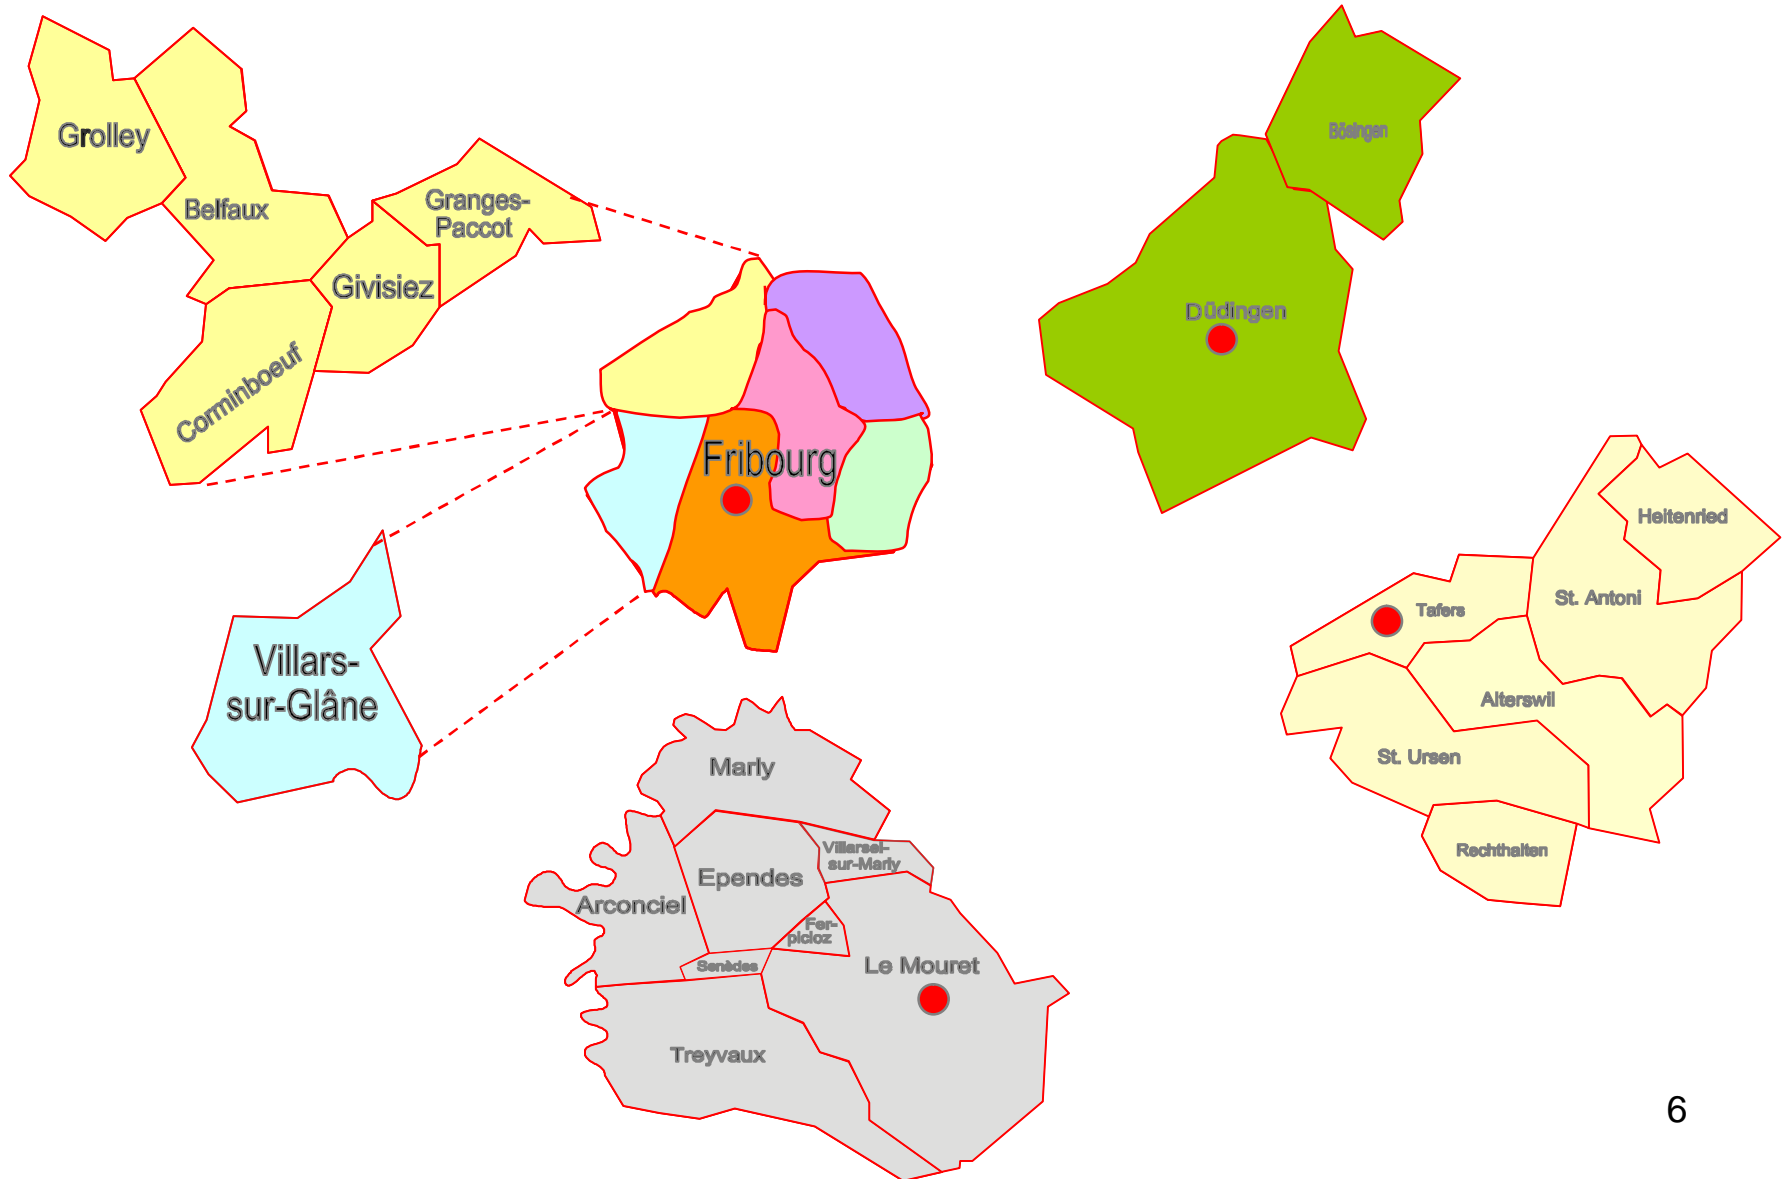 Grolley
Belfaux
Granges-
Paccot
Givisiez
Corminboeuf
Fribourg
Villars-
sur-Glâne
Bösingen
Düdingen
Heitenried
St. Antoni
Tafers
Alterswil
St. Ursen
Rechthalten
Marly
Villarsel-
sur-Marly
Ependes
Arconciel
Fer-
picloz
Senèdes
Le Mouret
Treyvaux
6